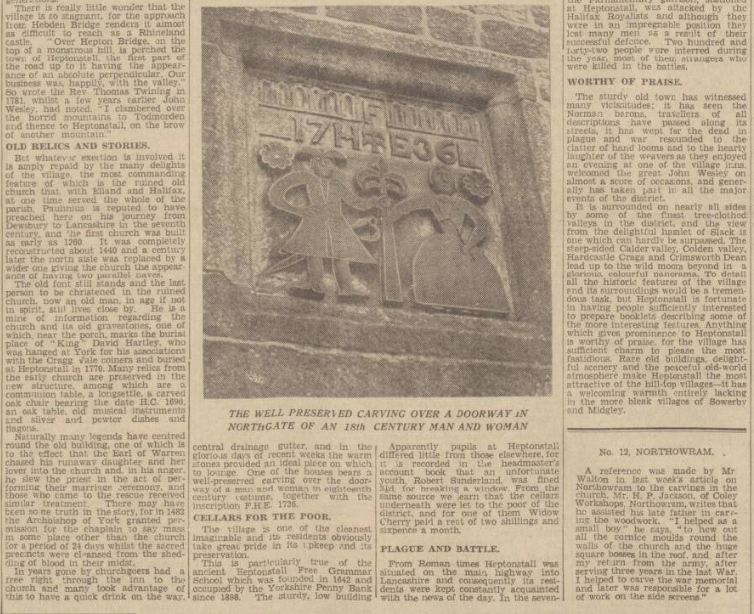 There is really little wonder that the
village is so stagnant, for the approach
from Hebden Bridge renders it almost
as difficult to reach as a Rhineland
castle. "Over Hepton Bridge, on the
top of a monstrous hill, is perched the
town of Heptonstall, the first part of
the road up to it having the appear-
ance of an absolute perpendicular. Our
business was, happily, with the valley."
So wrote the Rev. Thomas Twining in
1781, whilst a few years earlier John
Wesley, had noted. "I clambered over
the horrid mountains to Todmorden
and thence to Heptonstall, on the brow
of another mountain."
OLD RELICS AND STORIES.
But whatever exertion is involved it
is amply repaid by the many delights
of the village, the most commanding
feature of which is the ruined old
church that with Elland and Halifax,
at one time served the whole of the
parish. Paulinius is reputed to have
preached here on his journey from
Dewsbury to Lancashire in the seventh
century, and the first church was built
as early as 1260. It was completely
reconstructed about 1440 and a century
later the north aisle was replaced by a
wider one giving the church the appear-
ance of having two parallel naves.
The old font still stands and the last
person to be christened in the ruined
church, now an old man, in age if not
in spirit, still lives close by. He is a
mine of information regarding the
church and its old gravestones, one of
which, near the porch, marks the burial
place of "King" David Hartley, who
was hanged at York for his associations
with the Cragg Vale coiners and buried
at Heptonstall in 1770. Many relics from
the early church are preserved in the
new structure, among which are a
communion table, a longsettle, a carved
oak chair bearing the date H.C. 1690,
an oak table, old musical instruments
and silver and pewter dishes and
flagons.
Naturally many legends have centred
round the old building, one of which is
to the effect that the Earl of Warren
chased his runaway daughter and her
lover into the church and, in his anger,
he slew the priest in the act of per-
forming their marriage ceremony, and
those who came to the rescue received
similar treatment. There may have
been some truth in the story, for in 1482
the Archbishop of York granted per-
mission for the chaplain to say mass
in some place other than the church
for a period of 24 days whilst the sacred
precincts were cleansed from the shed-
ding of blood in their midst.
In years gone by churchgoers had a
free right through the inn to the
church and many took advantage of
this to have a quick drink on the way.
17H E36
THE WELL PRESERVED CARVING OVER A DOORWAY IN
NORTHGATE OF AN 18th CENTURY MAN AND WOMAN
central drainage gutter, and in the
glorious days of recent weeks the warm
stones provided an ideal place on which
to lounge. One of the houses bears a
well-preserved carving over the door-
way of a man and woman in eighteenth
century costume, together with the
inscription F.H.E. 1736.
CELLARS FOR THE POOR.
The village is one of the cleanest
imaginable and its residents obviously
take great pride in its upkeep and its
preservation.
This is particularly true of the
ancient Heptonstall Free Grammar
School which was founded in 1642 and
occupied by the Yorkshire Penny Bank
since 1898. The sturdy, low building
Apparently pupils at Heptonstall
differed little from those elsewhere, for
it is recorded in the headmaster's
account book that an unfortunate
youth, Robert Sunderland, was fined
for breaking a window. From the
same source we learn that the cellars
underneath were let to the poor of the
district, and for one of them Widow
Cherry paid a rent of two shillings and
sixpence a month.
PLAGUE AND BATTLE.
From Roman times Heptonstall was
situated on the main highway into
Lancashire and consequently its resi-
dents were kept constantly acquainted
with the news of the day. In the seven-
the Parliamentary garrison, stationed
at Heptonstall, was attacked by the
Halifax Royalists and although they
were in an impregnable position they
lost many men as a result of their
successful defence. Two hundred and
forty-two people were interred during
the year, most of them strangers who
were killed in the battles.
WORTHY OF PRAISE.
The sturdy old town has witnessed
many vicissitudes; it has seen the
Norman barons, travellers of all
descriptions have passed along its
streets, it has wept for the dead in
plague and war resounded to the
clatter of hand looms and to the hearty
laughter of the weavers as they enjoyed
an evening at one of the village inns,
welcomed the great John Wesley on
almost a score of occasions, and gener-
ally has taken part in all the major
events of the district.
It is surrounded on nearly all sides
by some of the finest tree-clothed
valleys in the district, and the view
from the delightful hamlet of Slack is
one which can hardly be surpassed. The
steep-sided Calder valley, Colden valley,
Hardcastle Crags and Crimsworth Dean
lead up to the wild moors beyond in a
glorious, colourful panorama. To detail
all the historic features of the village
and its surroundings would be a tremen-
dous task, but Heptonstall is fortunate
in having people sufficiently interested
to prepare booklets describing some of
the more interesting features. Anything
which gives prominence to Heptonstall
is worthy of praise, for the village has
sufficient charm to please the most
fastidious. Rare old buildings, delight-
ful scenery and the peaceful old-world
atmosphere make Heptonstall the most
attractive of the hill-top villages—it has
a welcoming warmth entirely lacking
in the more bleak villages of Sowerby
and Midgley.
No. 12, NORTHOWRAM.
A reference was made by Mr.
Walton in last week's article on
Northowram to the carvings in the
church. Mr. H. P. Jackson, of Coley
Workshops, Northowram, writes that
he assisted his late father in carv-
ing the woodwork. "I helped as a
small boy," he says, "to hew out
all the cornice moulds round the
walls of the church and the huge
square bosses in the roof, and after
my return from the army, after
serving three years in the last War,
I helped to carve the war memorial
and later was responsible for a lot
of work on the side screens."